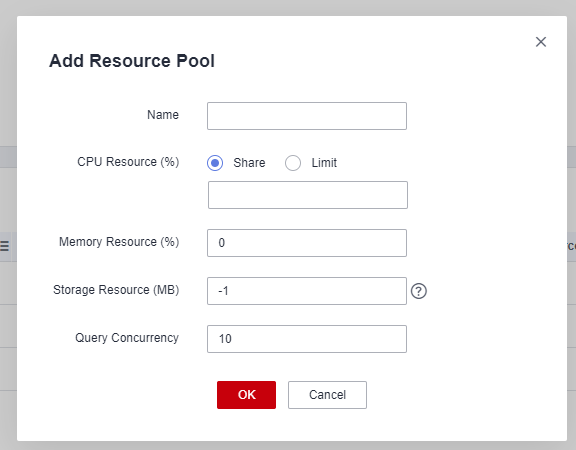 Add Resource Pool
Name
CPU Resource (%) Share Limit
Memory Resource (%) 0
Storage Resource (MB) -1 ?
Query Concurrency 10
OK Cancel